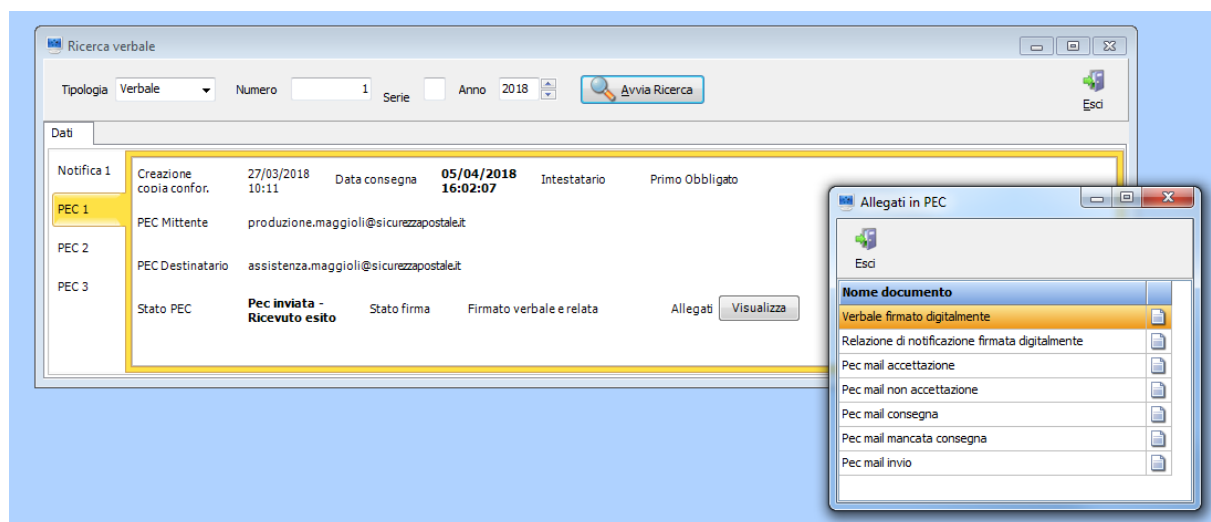 Ricerca verbale
Tipologia Verbale Numero 1 Serie Anno 2018 Avvia Ricerca
Esci
Dati
Notifica 1
PEC 1
PEC 2
PEC 3
Creazione copia confor. 27/03/2018 10:11 Data consegna 05/04/2018 16:02:07 Intestatario Primo Obbligato
PEC Mittente produzione.maggioli@sicurezzapostale.it
PEC Destinatario assistenza.maggioli@sicurezzapostale.it
Stato PEC Pec inviata - Ricevuto esito Stato firma Firmato verbale e relata Allegati Visualizza
Allegati in PEC
Esci
Nome documento
Verbale firmato digitalmente
Relazione di notificazione firmata digitalmente
Pec mail accettazione
Pec mail non accettazione
Pec mail consegna
Pec mail mancata consegna
Pec mail invio